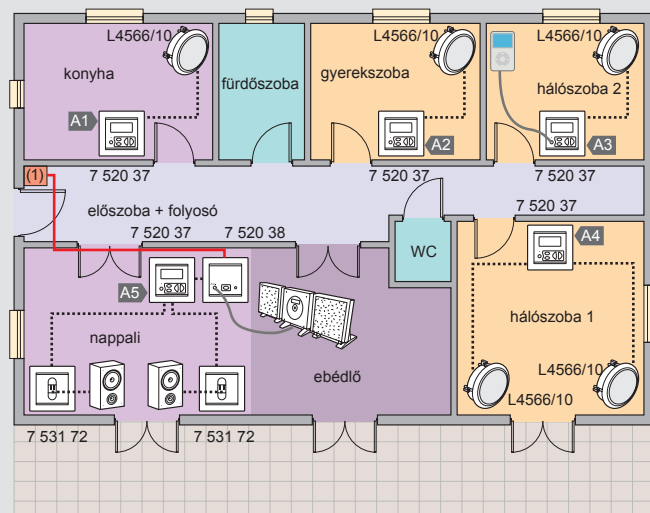 L4566/10
L4566/10
L4566/10
konyha
fürdőszoba
gyerekszoba
hálószoba 2
A1
A2
A3
(1)
7 520 37
7 520 37
7 520 37
7 520 37
előszoba + folyosó
7 520 37
7 520 38
A4
WC
A5
nappali
hálószoba 1
ebédlő
L4566/10
L4566/10
7 531 72
7 531 72